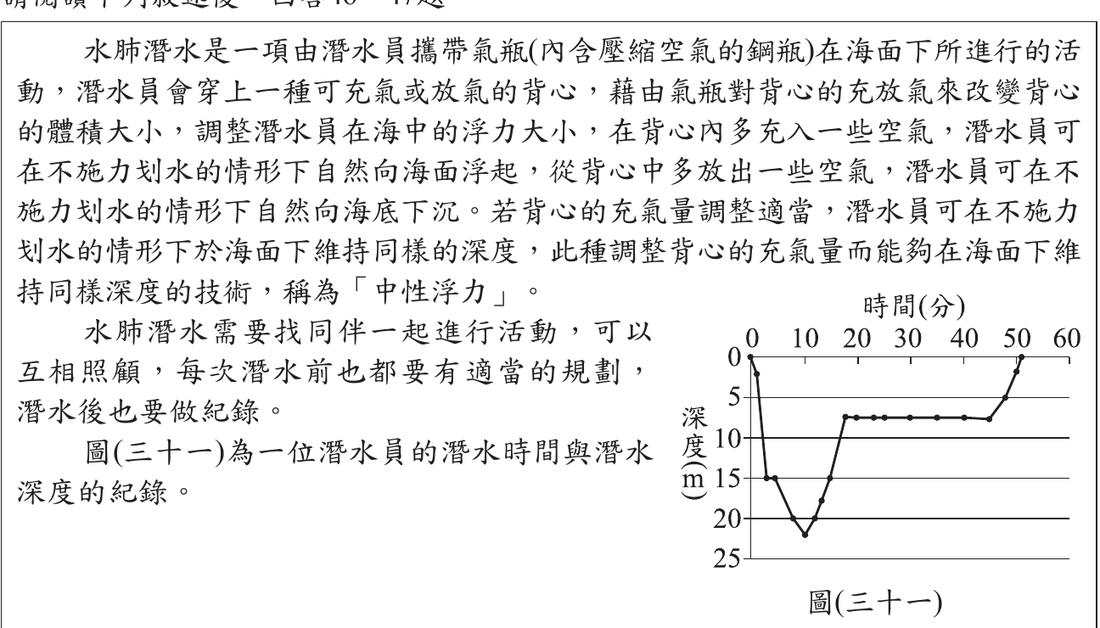 水肺潛水是一項由潛水員攜帶氣瓶(內含壓縮空氣的鋼瓶)在海面下所進行的活
動，潛水員會穿上一種可充氣或放氣的背心，藉由氣瓶對背心的充放氣來改變背心
的體積大小，調整潛水員在海中的浮力大小，在背心內多充入一些空氣，潛水員可
在不施力划水的情形下自然向海面浮起，從背心中多放出一些空氣，潛水員可在不
施力划水的情形下自然向海底下沉。若背心的充氣量調整適當，潛水員可在不施力
划水的情形下於海面下維持同樣的深度，此種調整背心的充氣量而能夠在海面下維
持同樣深度的技術，稱為「中性浮力」。
水肺潛水需要找同伴一起進行活動，可以
互相照顧，每次潛水前也都要有適當的規劃，
潛水後也要做紀錄。
圖(三十一)為一位潛水員的潛水時間與潛水
深度的紀錄。
時間(分)
0 10 20 30 40 50 60
0
5
10
15
20
25
深度(m)
圖(三十一)